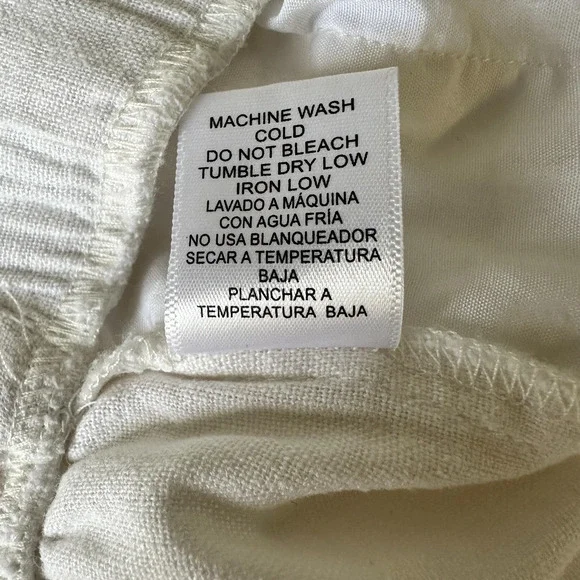 MACHINE WASH
COLD
DO NOT BLEACH
TUMBLE DRY LOW
IRON LOW
LAVADO A MÁQUINA
CON AGUA FRÍA
NO USA BLANQUEADOR
SECAR A TEMPERATURA
BAJA
PLANCHAR A
TEMPERATURA BAJA